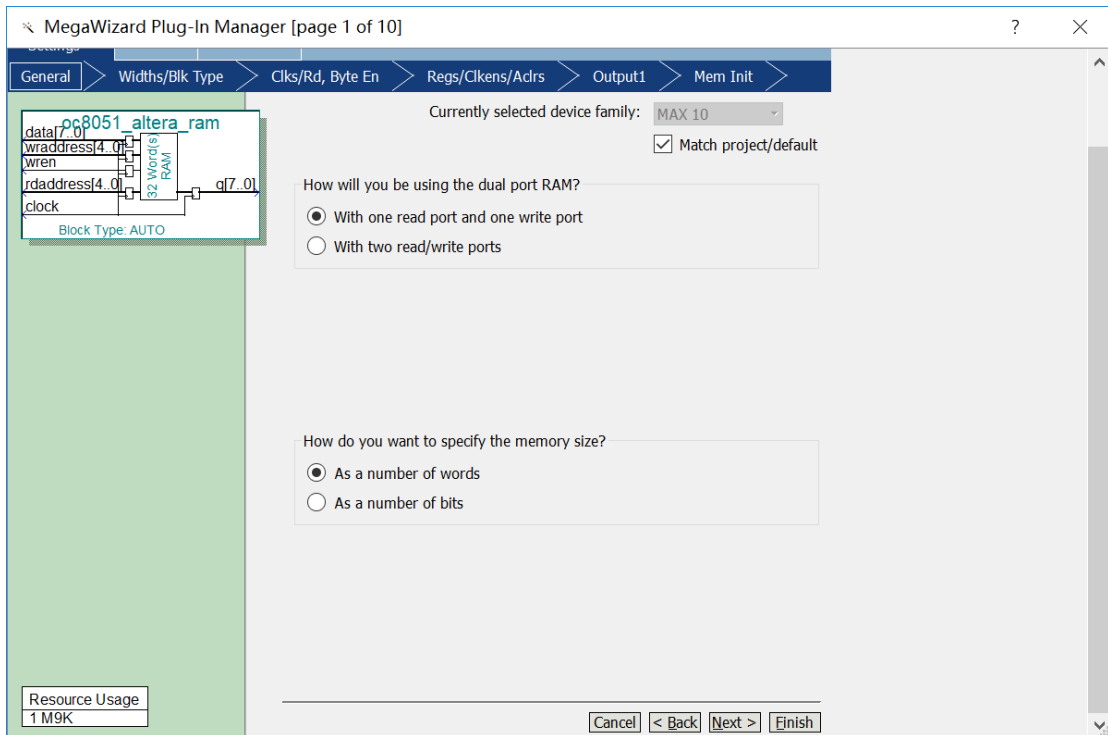 MegaWizard Plug-In Manager [page 1 of 10]
?
Settings
General
Widths/Blk Type
Clks/Rd, Byte En
Regs/Clkens/Aclrs
Output1
Mem Init
oc8051_altera_ram
data[7..0]
wraddress[4..0]
wren
rdaddress[4..0]
q[7..0]
clock
32 Word(s)
RAM
Block Type: AUTO
Currently selected device family:
MAX 10
Match project/default
How will you be using the dual port RAM?
With one read port and one write port
With two read/write ports
How do you want to specify the memory size?
As a number of words
As a number of bits
Resource Usage
1 M9K
Cancel
< Back
Next >
Finish